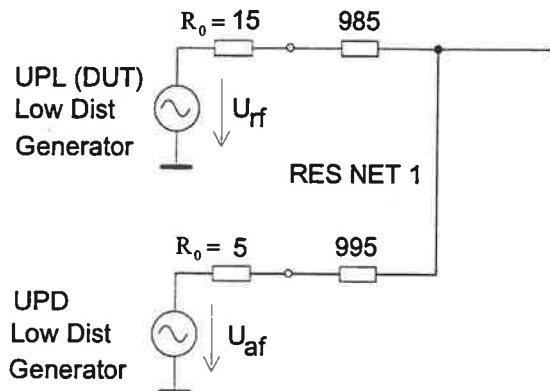 R₀ = 15
985
UPL (DUT)
Low Dist
Generator
Urf
RES NET 1
R₀ = 5
995
UPD
Low Dist
Generator
Uaf